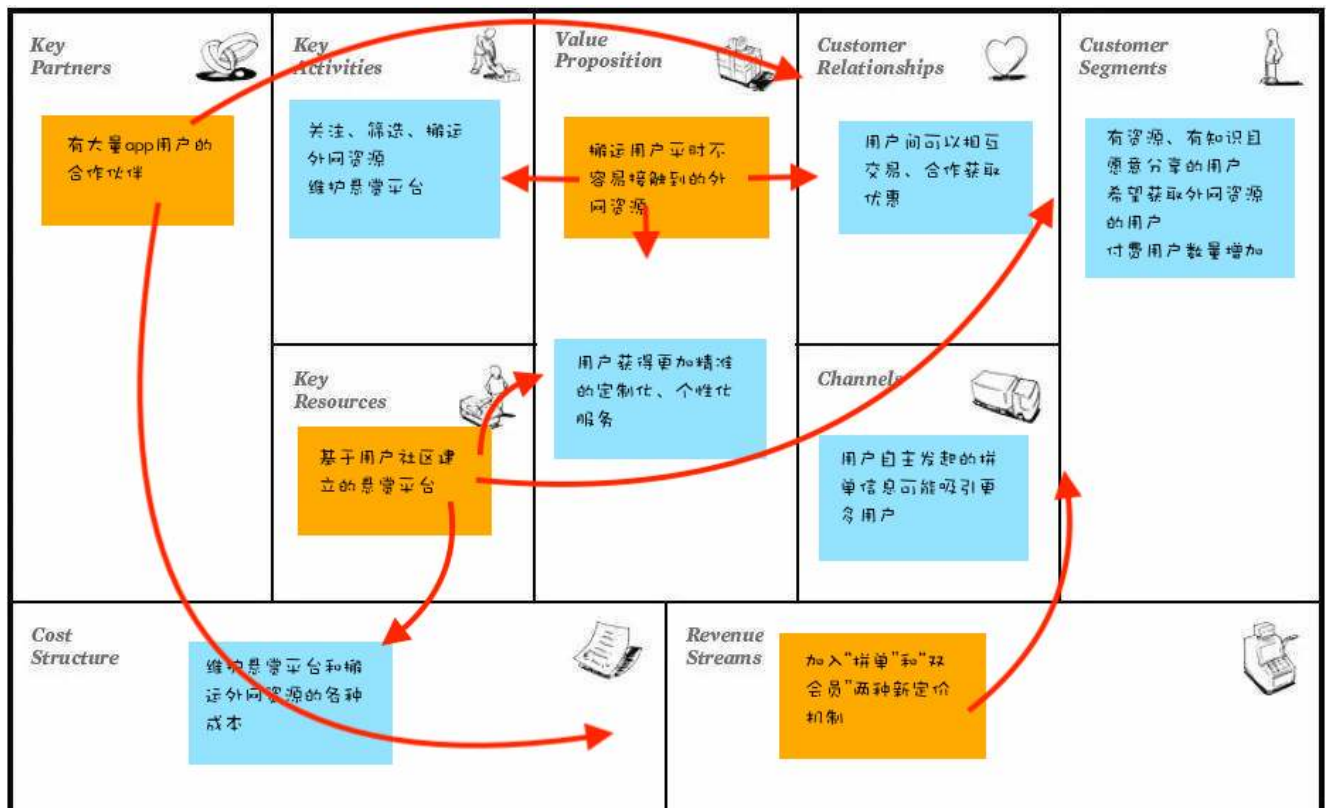 Key
Partners
有大量app用户的
合作伙伴
Key
Activities
关注、筛选、搬运
外网资源
维护悬赏平台
Key
Resources
基于用户社区建
立的悬赏平台
Value
Proposition
搬运用户平时不
容易接触到的外
网资源
用户获得更加精准
的定制化、个性化
服务
Customer
Relationships
用户间可以相互
交易、合作获取
优惠
Channels
用户自主发起的拼
单信息可能吸引更
多用户
Customer
Segments
有资源、有知识且
愿意分享的用户
希望获取外网资源
的用户
付费用户数量增加
Cost
Structure
维护悬赏平台和搬
运外网资源的各种
成本
Revenue
Streams
加入“拼单”和“双
会员”两种新定价
机制